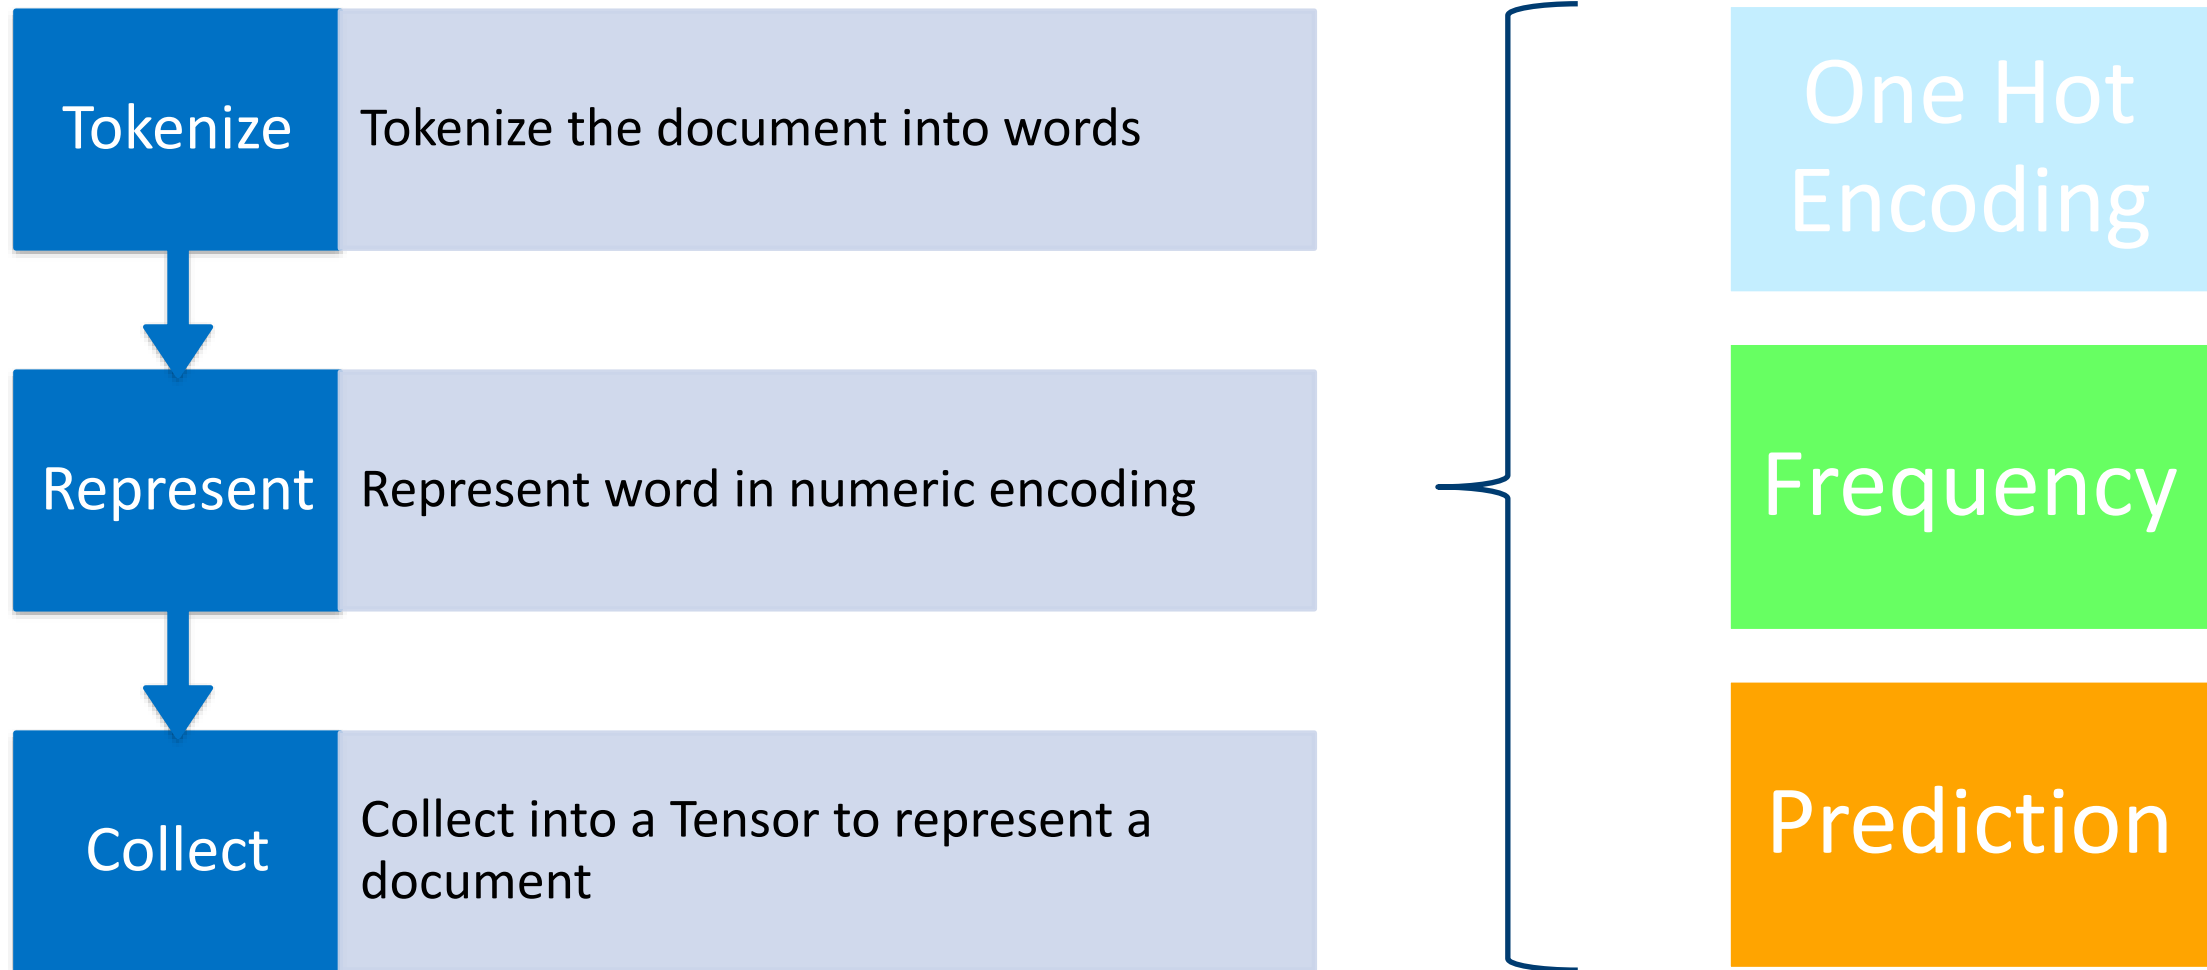 Tokenize
Tokenize the document into words
Represent
Represent word in numeric encoding
Collect
Collect into a Tensor to represent a
document
One Hot
Encoding
Frequency
Prediction